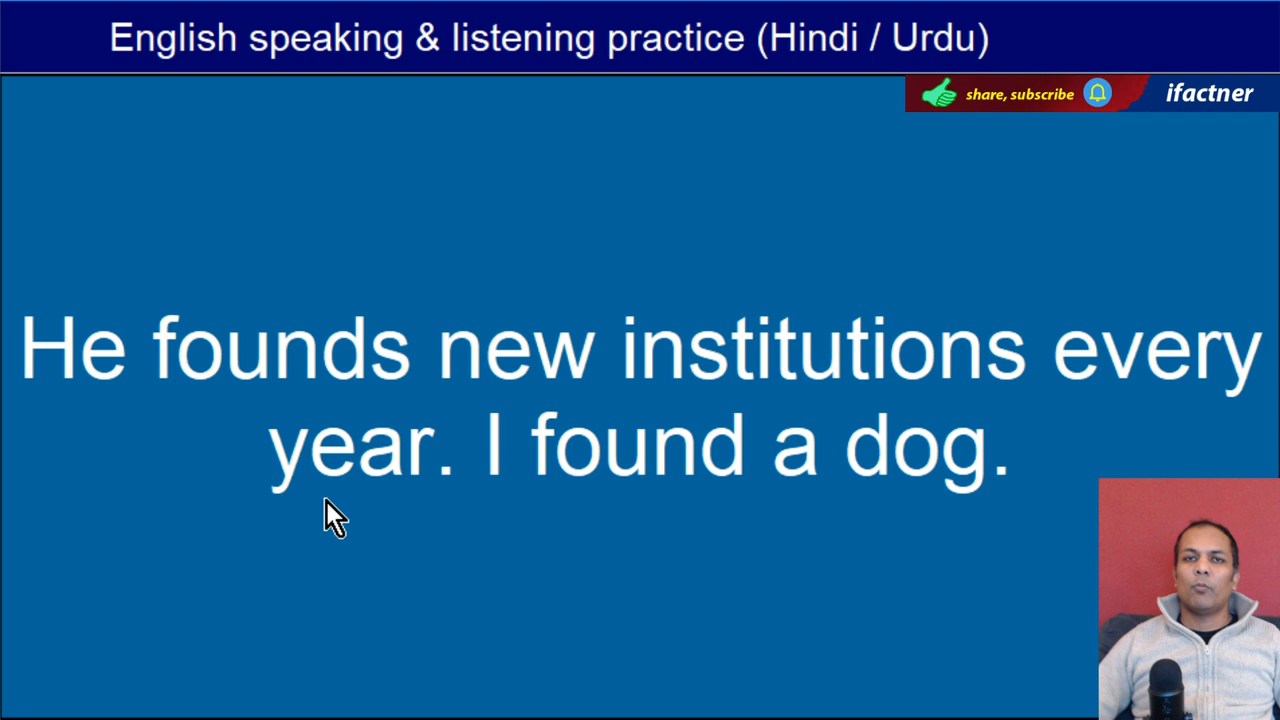 English speaking & listening practice (Hindi / Urdu)
share, subscribe
ifactner
He founds new institutions every
year. I found a dog.